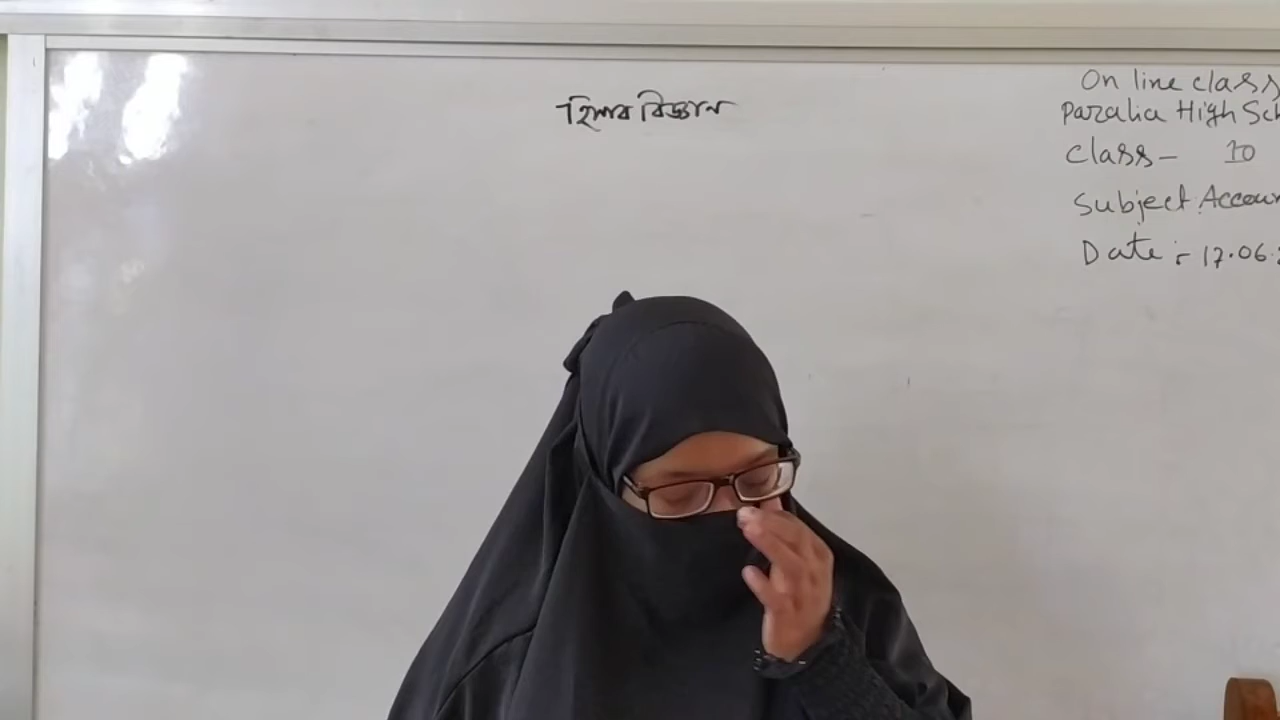 হিসাব বিজ্ঞান
On line class
Paralia High Sch
class - 10
Subject: Accoun
Date :- 17.06.